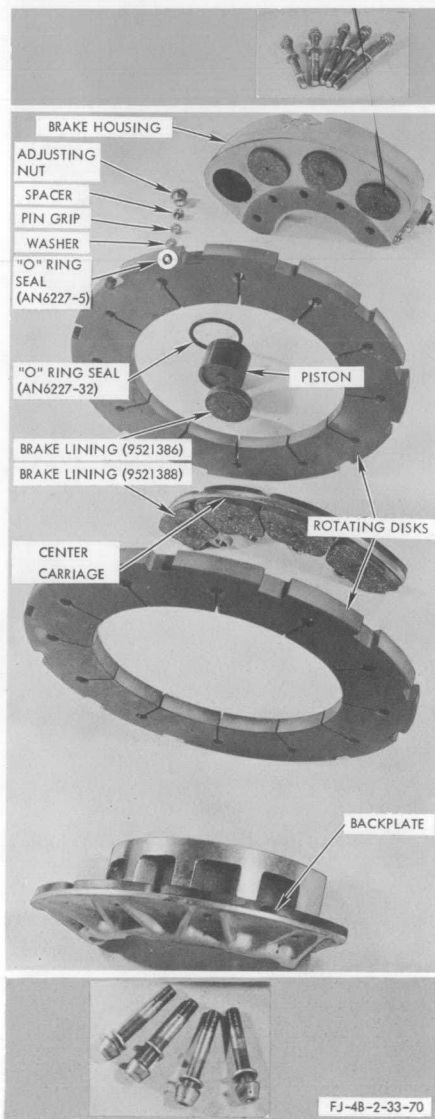 BRAKE HOUSING
ADJUSTING
NUT
SPACER
PIN GRIP
WASHER
"O" RING
SEAL
(AN6227-5)
"O" RING SEAL
(AN6227-32)
PISTON
BRAKE LINING (9521386)
BRAKE LINING (9521388)
ROTATING DISKS
CENTER
CARRIAGE
BACKPLATE
FJ-4B-2-33-70